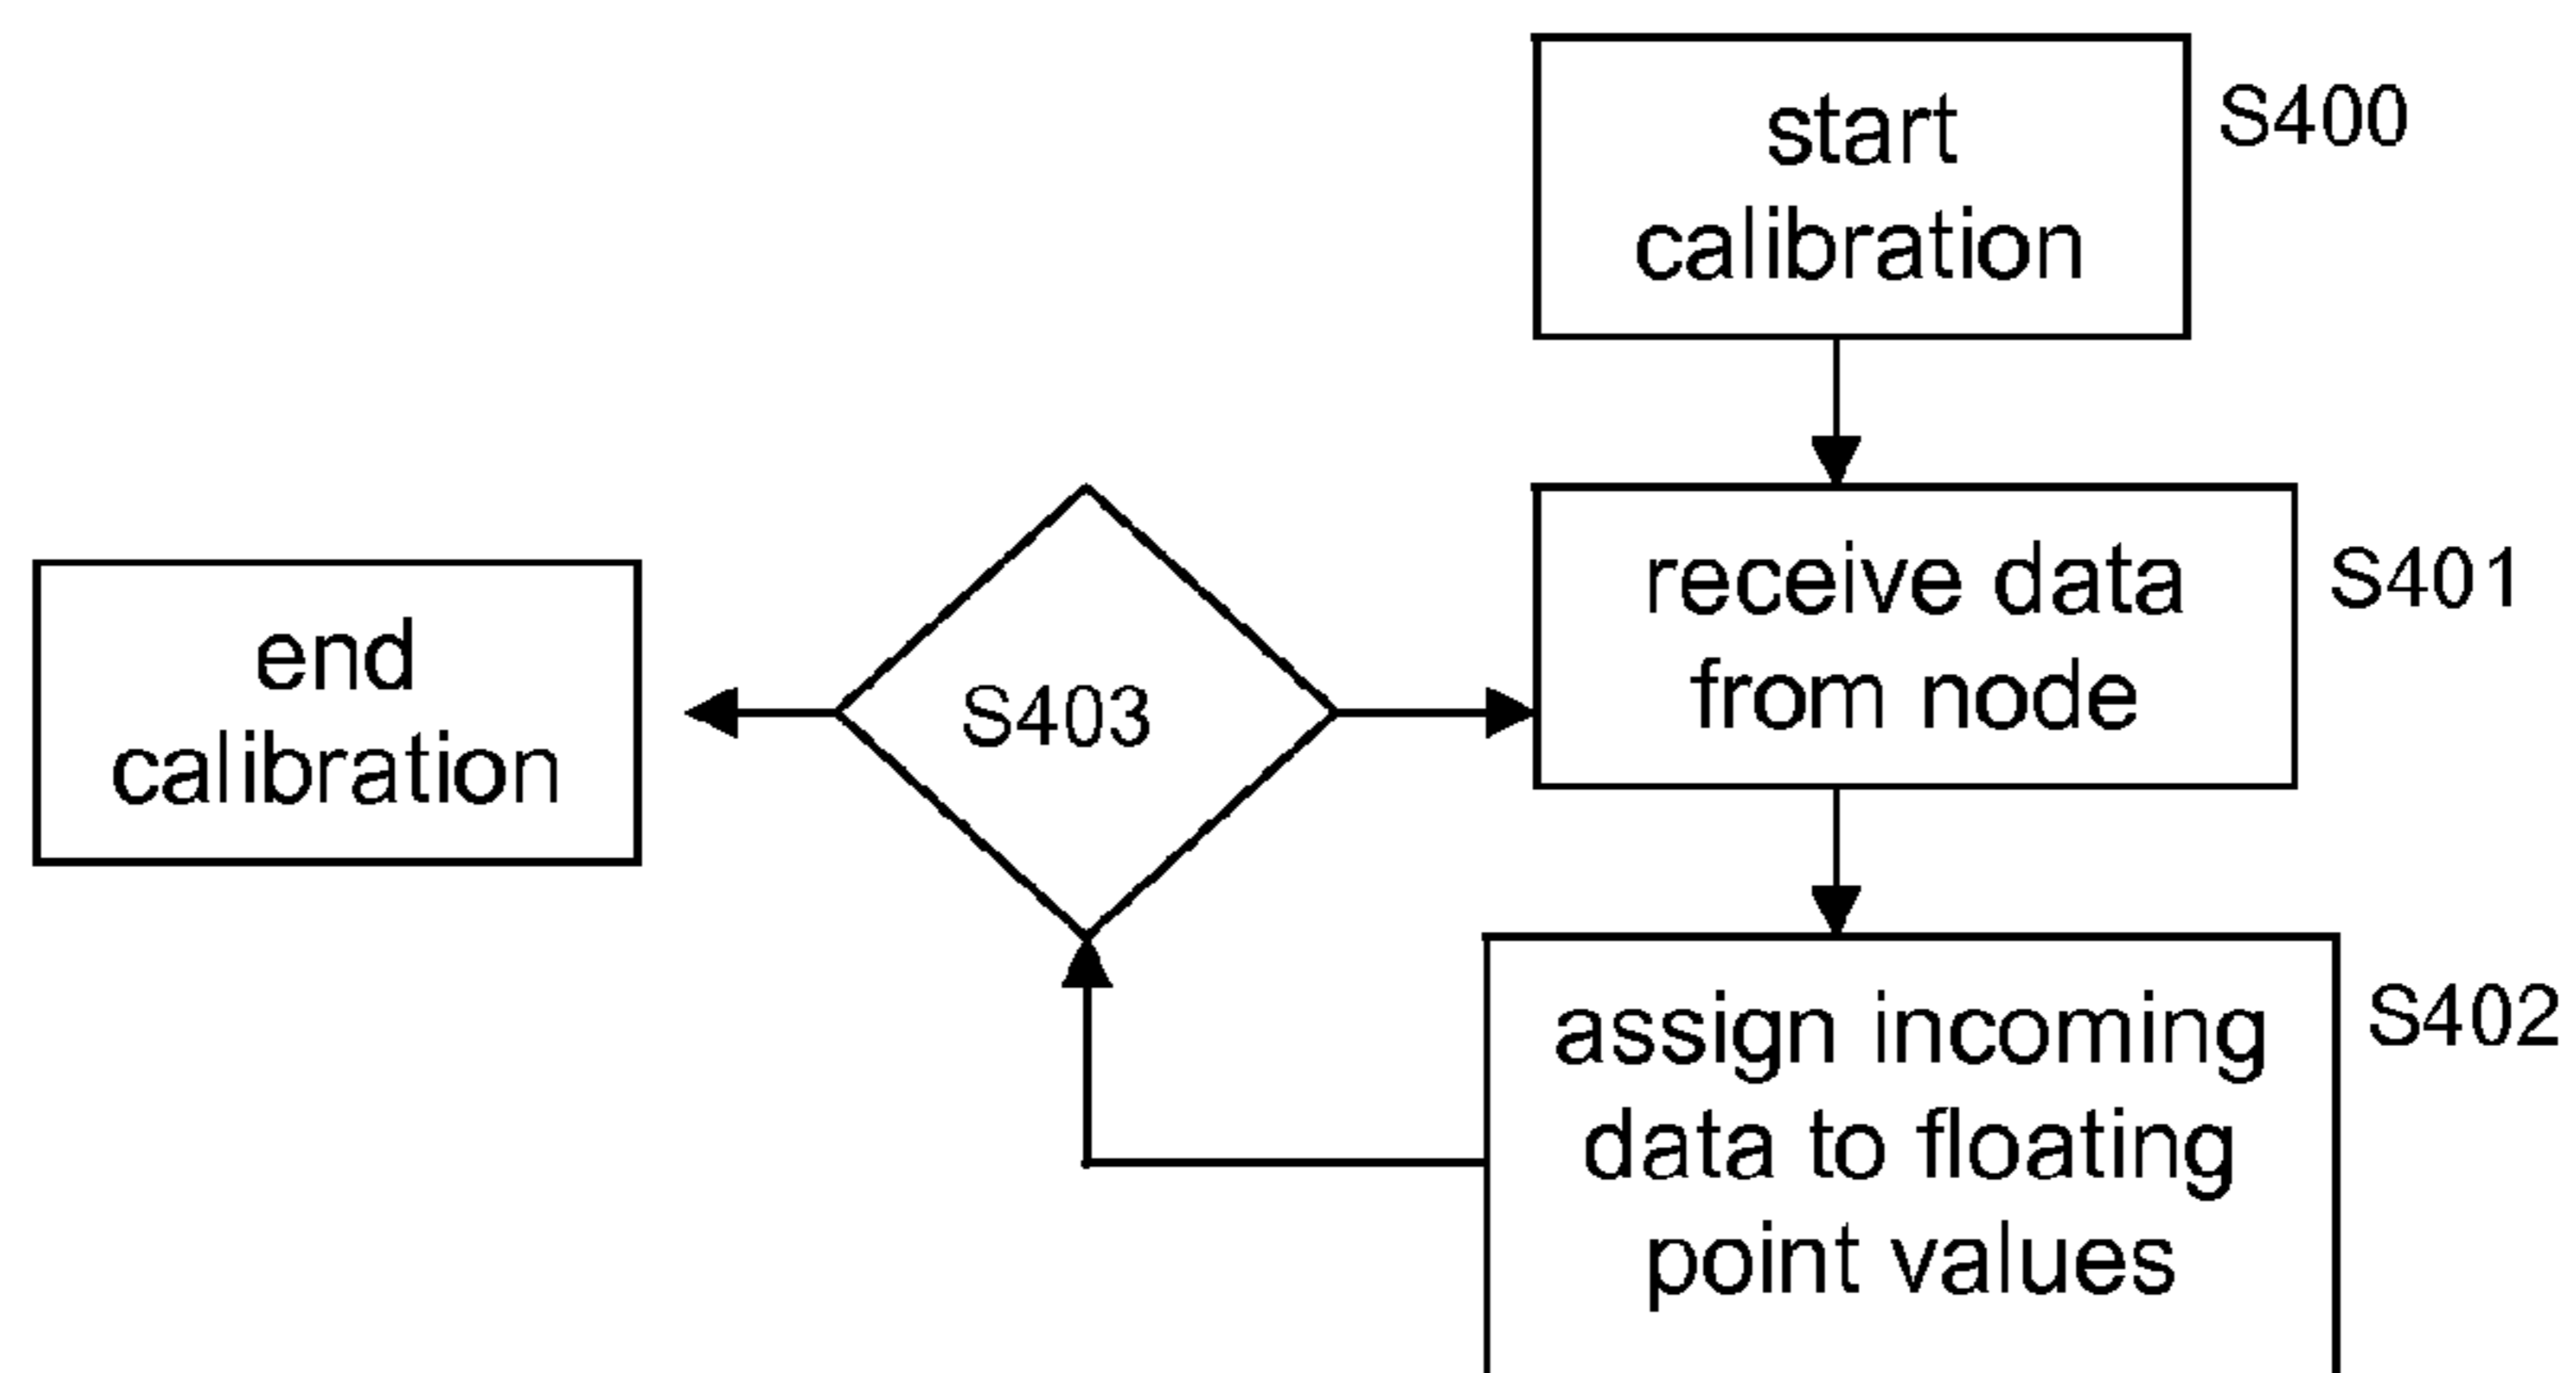 start
calibration
S400
receive data
from node
S401
end
calibration
S403
assign incoming
data to floating
point values
S402